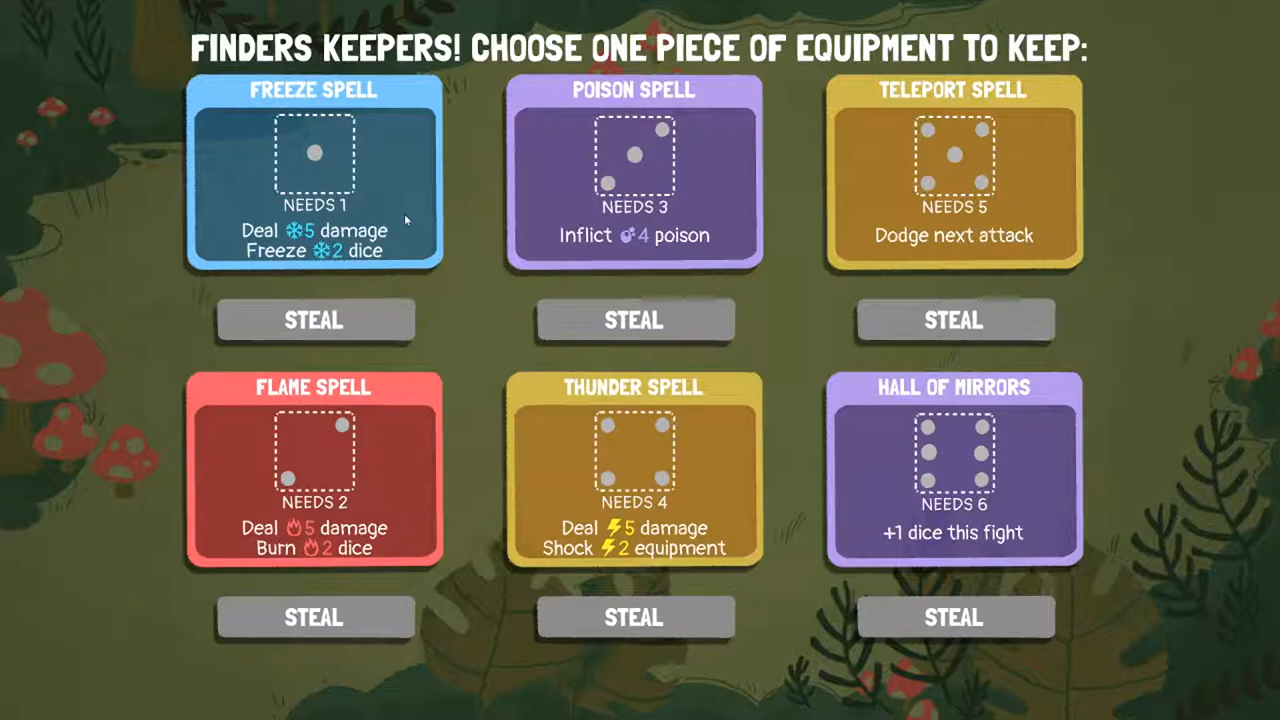 FINDERS KEEPERS! CHOOSE ONE PIECE OF EQUIPMENT TO KEEP:
FREEZE SPELL
NEEDS 1
Deal 5 damage
Freeze 2 dice
STEAL
POISON SPELL
NEEDS 3
Inflict 4 poison
STEAL
TELEPORT SPELL
NEEDS 5
Dodge next attack
STEAL
FLAME SPELL
NEEDS 2
Deal 5 damage
Burn 2 dice
STEAL
THUNDER SPELL
NEEDS 4
Deal 5 damage
Shock 2 equipment
STEAL
HALL OF MIRRORS
NEEDS 6
+1 dice this fight
STEAL